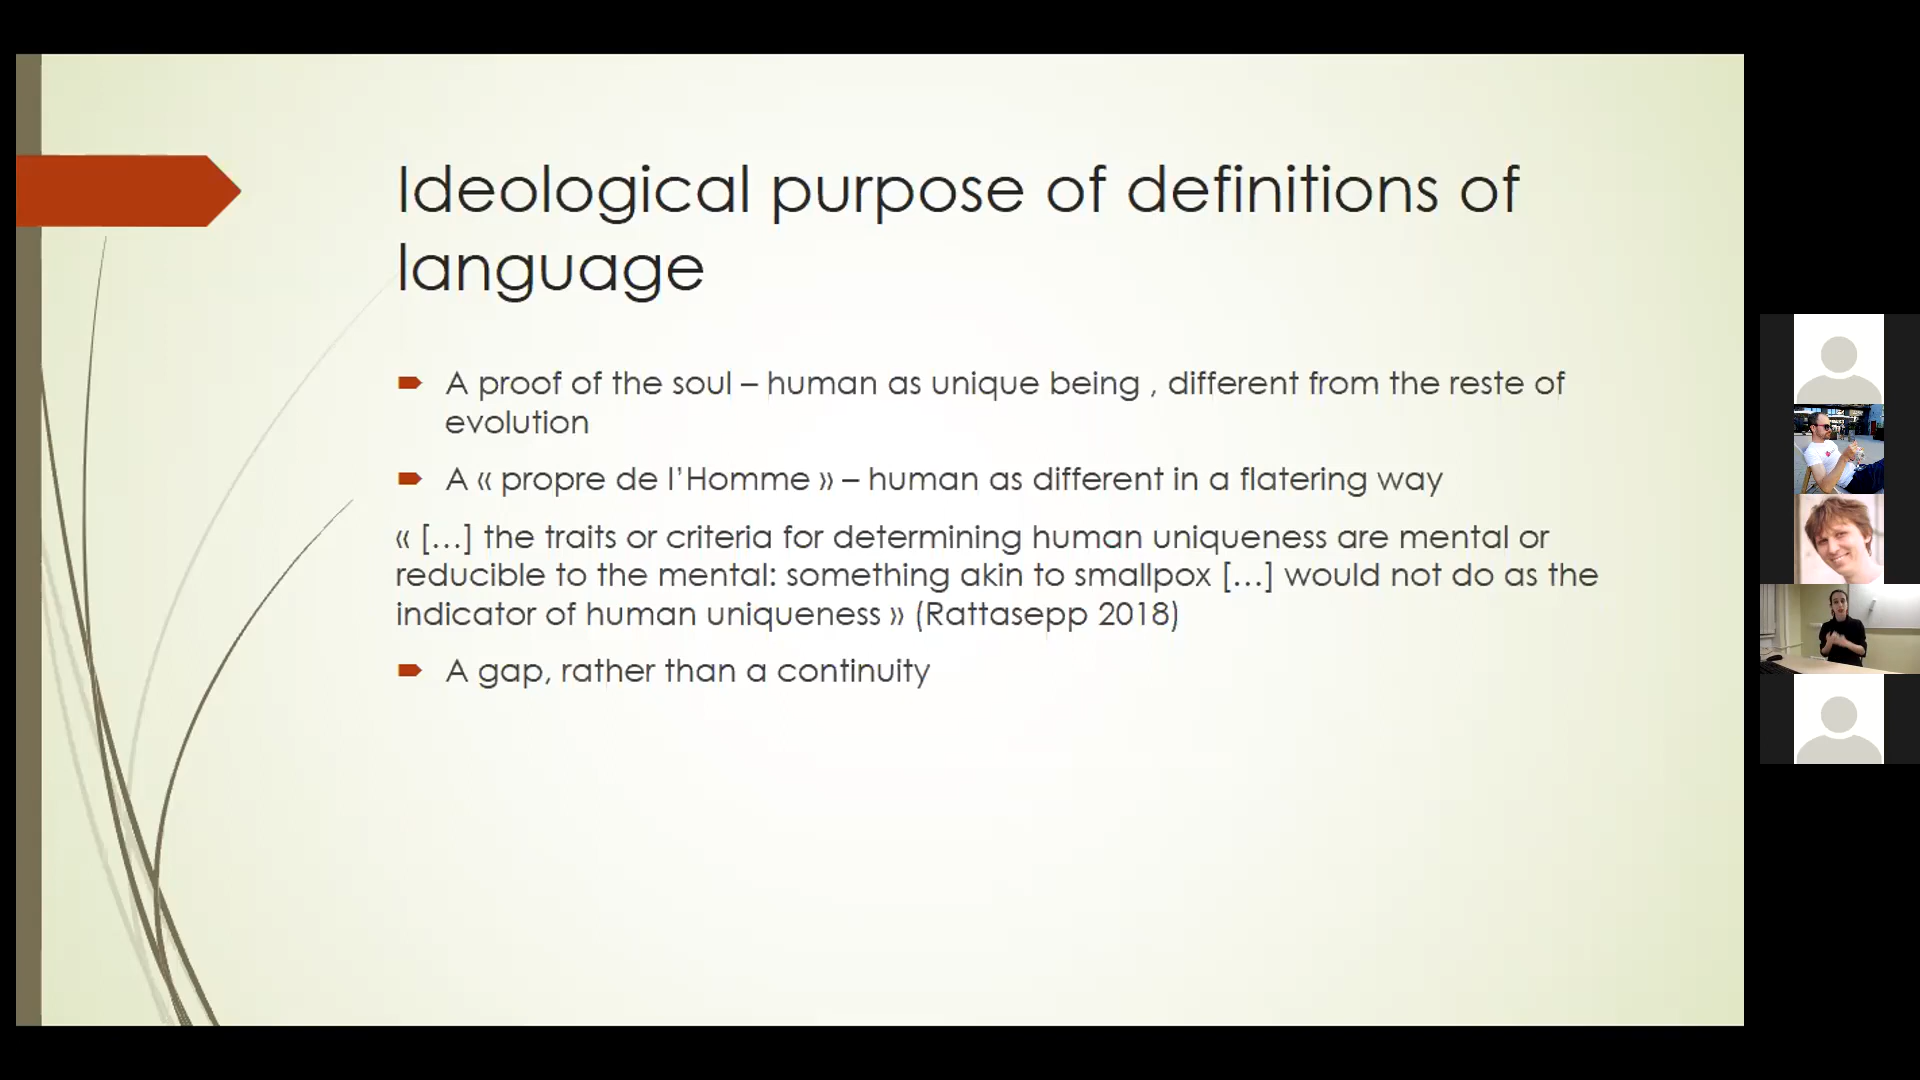 Ideological purpose of definitions of
language
A proof of the soul – human as unique being , different from the reste of
evolution
A « propre de l’Homme » – human as different in a flatering way
« […] the traits or criteria for determining human uniqueness are mental or
reducible to the mental: something akin to smallpox […] would not do as the
indicator of human uniqueness » (Rattasepp 2018)
A gap, rather than a continuity